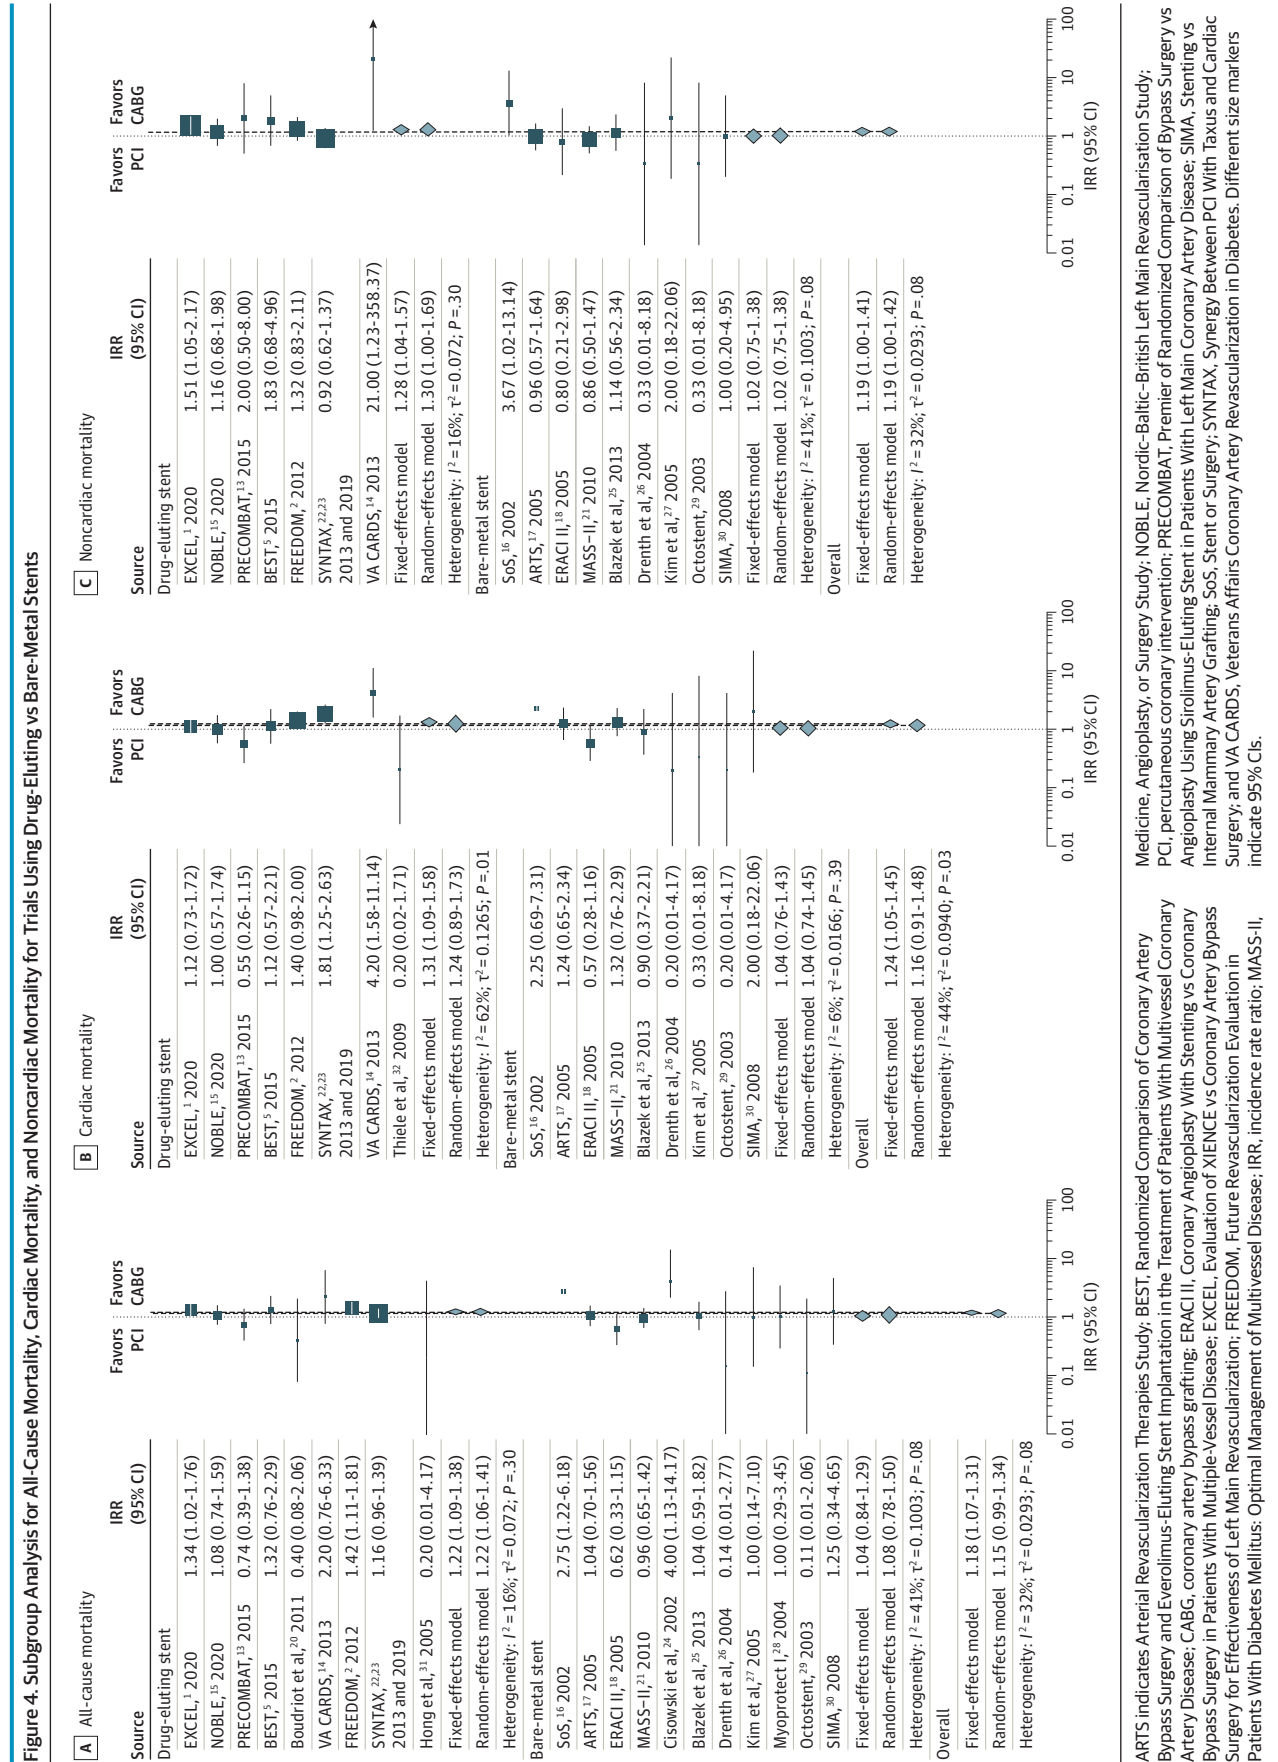 Figure 4. Subgroup Analysis for All-Cause Mortality, Cardiac Mortality, and Noncardiac Mortality for Trials Using Drug-Eluting vs Bare-Metal Stents
A All-cause mortality
Source IRR (95% CI)
Favors PCI Favors CABG
Drug-eluting stent
EXCEL,1 2020 1.34 (1.02-1.76)
NOBLE,15 2020 1.08 (0.74-1.59)
PRECOMBAT,13 2015 0.74 (0.39-1.38)
BEST,5 2015 1.32 (0.76-2.29)
Boudriot et al,20 2011 0.40 (0.08-2.06)
VA CARDS,14 2013 2.20 (0.76-6.33)
FREEDOM,2 2012 1.42 (1.11-1.81)
SYNTAX,22,23 1.16 (0.96-1.39)
2013 and 2019
Hong et al,31 2005 0.20 (0.01-4.17)
Fixed-effects model 1.22 (1.09-1.38)
Random-effects model 1.22 (1.06-1.41)
Heterogeneity: I2 = 16%; τ2 = 0.072; P = .30
Bare-metal stent
SoS,16 2002 2.75 (1.22-6.18)
ARTS,17 2005 1.04 (0.70-1.56)
ERACI II,18 2005 0.62 (0.33-1.15)
MASS-II,21 2010 0.96 (0.65-1.42)
Cisowski et al,24 2002 4.00 (1.13-14.17)
Blazek et al,25 2013 1.04 (0.59-1.82)
Drenth et al,26 2004 0.14 (0.01-2.77)
Kim et al,27 2005 1.00 (0.14-7.10)
Myoprotect I,28 2004 1.00 (0.29-3.45)
Octostent,29 2003 0.11 (0.01-2.06)
SIMA,30 2008 1.25 (0.34-4.65)
Fixed-effects model 1.04 (0.84-1.29)
Random-effects model 1.08 (0.78-1.50)
Heterogeneity: I2 = 41%; τ2 = 0.1003; P = .08
Overall
Fixed-effects model 1.18 (1.07-1.31)
Random-effects model 1.15 (0.99-1.34)
Heterogeneity: I2 = 32%; τ2 = 0.0293; P = .08
0.01 0.1 1 10 100
IRR (95% CI)
B Cardiac mortality
Source IRR (95% CI)
Favors PCI Favors CABG
Drug-eluting stent
EXCEL,1 2020 1.12 (0.73-1.72)
NOBLE,15 2020 1.00 (0.57-1.74)
PRECOMBAT,13 2015 0.55 (0.26-1.15)
BEST,5 2015 1.12 (0.57-2.21)
FREEDOM,2 2012 1.40 (0.98-2.00)
SYNTAX,22,23 1.81 (1.25-2.63)
2013 and 2019
VA CARDS,14 2013 4.20 (1.58-11.14)
Thiele et al,32 2009 0.20 (0.02-1.71)
Fixed-effects model 1.31 (1.09-1.58)
Random-effects model 1.24 (0.89-1.73)
Heterogeneity: I2 = 62%; τ2 = 0.1265; P = .01
Bare-metal stent
SoS,16 2002 2.25 (0.69-7.31)
ARTS,17 2005 1.24 (0.65-2.34)
ERACI II,18 2005 0.57 (0.28-1.16)
MASS-II,21 2010 1.32 (0.76-2.29)
Blazek et al,25 2013 0.90 (0.37-2.21)
Drenth et al,26 2004 0.20 (0.01-4.17)
Kim et al,27 2005 0.33 (0.01-8.18)
Octostent,29 2003 0.20 (0.01-4.17)
SIMA,30 2008 2.00 (0.18-22.06)
Fixed-effects model 1.04 (0.76-1.43)
Random-effects model 1.04 (0.74-1.45)
Heterogeneity: I2 = 6%; τ2 = 0.0166; P = .39
Overall
Fixed-effects model 1.24 (1.05-1.45)
Random-effects model 1.16 (0.91-1.48)
Heterogeneity: I2 = 44%; τ2 = 0.0940; P = .03
0.01 0.1 1 10 100
IRR (95% CI)
C Noncardiac mortality
Source IRR (95% CI)
Favors PCI Favors CABG
Drug-eluting stent
EXCEL,1 2020 1.51 (1.05-2.17)
NOBLE,15 2020 1.16 (0.68-1.98)
PRECOMBAT,13 2015 2.00 (0.50-8.00)
BEST,5 2015 1.83 (0.68-4.96)
FREEDOM,2 2012 1.32 (0.83-2.11)
SYNTAX,22,23 0.92 (0.62-1.37)
2013 and 2019
VA CARDS,14 2013 21.00 (1.23-358.37)
Fixed-effects model 1.28 (1.04-1.57)
Random-effects model 1.30 (1.00-1.69)
Heterogeneity: I2 = 16%; τ2 = 0.072; P = .30
Bare-metal stent
SoS,16 2002 3.67 (1.02-13.14)
ARTS,17 2005 0.96 (0.57-1.64)
ERACI II,18 2005 0.80 (0.21-2.98)
MASS-II,21 2010 0.86 (0.50-1.47)
Blazek et al,25 2013 1.14 (0.56-2.34)
Drenth et al,26 2004 0.33 (0.01-8.18)
Kim et al,27 2005 2.00 (0.18-22.06)
Octostent,29 2003 0.33 (0.01-8.18)
SIMA,30 2008 1.00 (0.20-4.95)
Fixed-effects model 1.02 (0.75-1.38)
Random-effects model 1.02 (0.75-1.38)
Heterogeneity: I2 = 41%; τ2 = 0.1003; P = .08
Overall
Fixed-effects model 1.19 (1.00-1.41)
Random-effects model 1.19 (1.00-1.42)
Heterogeneity: I2 = 32%; τ2 = 0.0293; P = .08
0.01 0.1 1 10 100
IRR (95% CI)
ARTS indicates Arterial Revascularization Therapies Study; BEST, Randomized Comparison of Coronary Artery
Bypass Surgery and Everolimus-Eluting Stent Implantation in the Treatment of Patients With Multivessel Coronary
Artery Disease; CABG, coronary artery bypass grafting; ERACI II, Coronary Angioplasty With Stenting vs Coronary
Bypass Surgery in Patients With Multiple-Vessel Disease; EXCEL, Evaluation of XIENCE vs Coronary Artery Bypass
Surgery for Effectiveness of Left Main Revascularization; FREEDOM, Future Revascularization Evaluation in
Patients With Diabetes Mellitus: Optimal Management of Multivessel Disease; IRR, incidence rate ratio; MASS-II,
Medicine, Angioplasty, or Surgery Study; NOBLE, Nordic-Baltic-British Left Main Revascularisation Study;
PCI, percutaneous coronary intervention; PRECOMBAT, Premier of Randomized Comparison of Bypass Surgery vs
Angioplasty Using Sirolimus-Eluting Stent in Patients With Left Main Coronary Artery Disease; SIMA, Stenting vs
Internal Mammary Artery Grafting; SoS, Stent or Surgery; SYNTAX, Synergy Between PCI With Taxus and Cardiac
Surgery; and VA CARDS, Veterans Affairs Coronary Artery Revascularization in Diabetes. Different size markers
indicate 95% CIs.